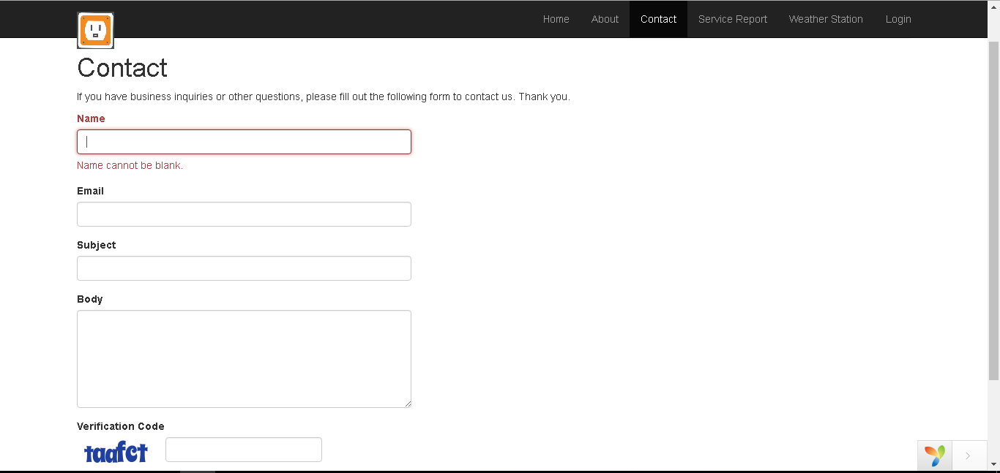 Home About Contact Service Report Weather Station Login
Contact
If you have business inquiries or other questions, please fill out the following form to contact us. Thank you.
Name
Name cannot be blank.
Email
Subject
Body
Verification Code
taafct